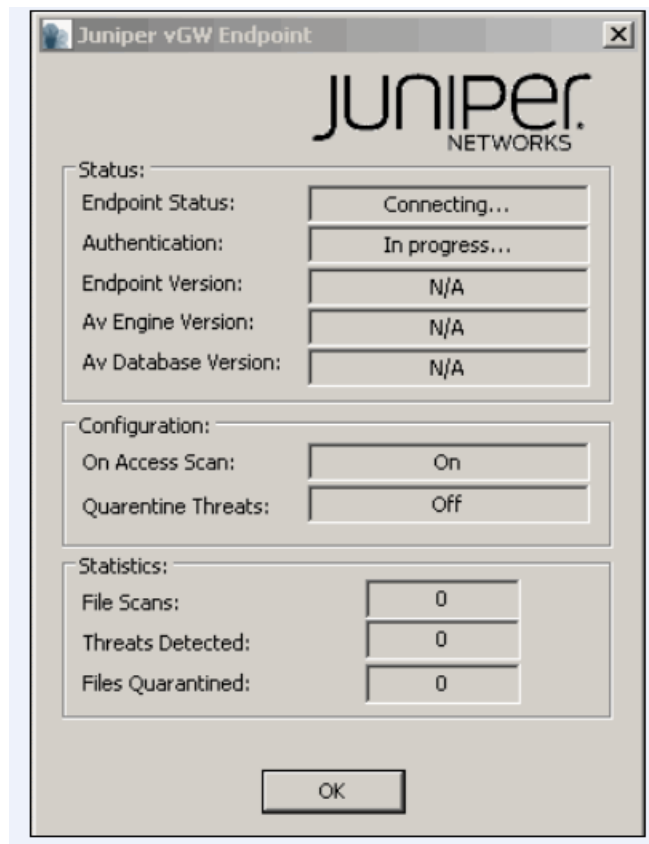 Juniper vGW Endpoint
JUNIPER
NETWORKS
Status:
Endpoint Status: Connecting...
Authentication: In progress...
Endpoint Version: N/A
Av Engine Version: N/A
Av Database Version: N/A
Configuration:
On Access Scan: On
Quarentine Threats: Off
Statistics:
File Scans: 0
Threats Detected: 0
Files Quarantined: 0
OK